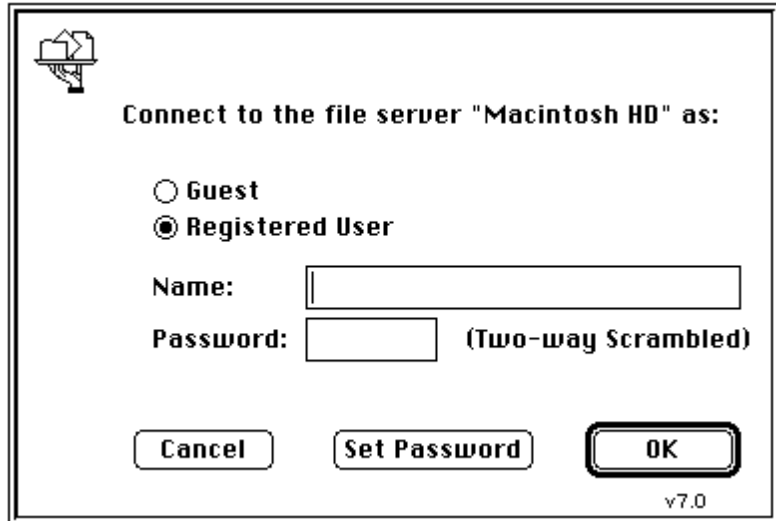 Connect to the file server "Macintosh HD" as:
Guest
Registered User
Name:
Password: (Two-way Scrambled)
Cancel Set Password OK
v7.0